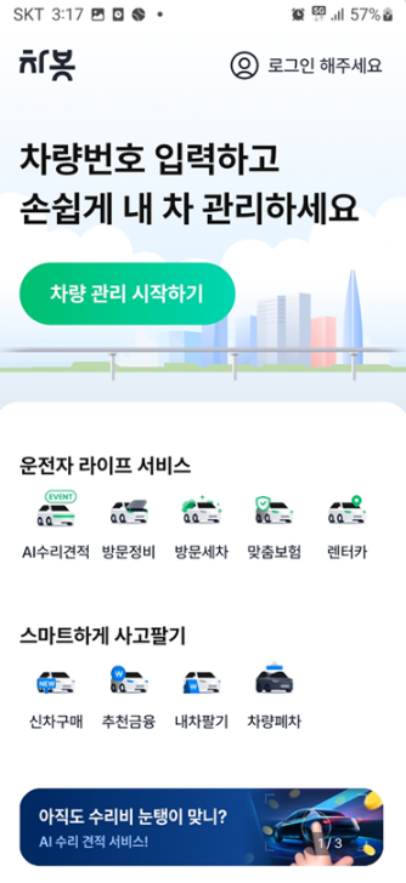 SKT 3:17 5G 57%
차봇 로그인 해주세요
차량번호 입력하고
손쉽게 내 차 관리하세요
차량 관리 시작하기
운전자 라이프 서비스
EVENT
AI수리견적 방문정비 방문세차 맞춤보험 렌터카
스마트하게 사고팔기
NEW W W
신차구매 추천금융 내차팔기 차량폐차
아직도 수리비 눈탱이 맞니?
AI 수리 견적 서비스!
1/3